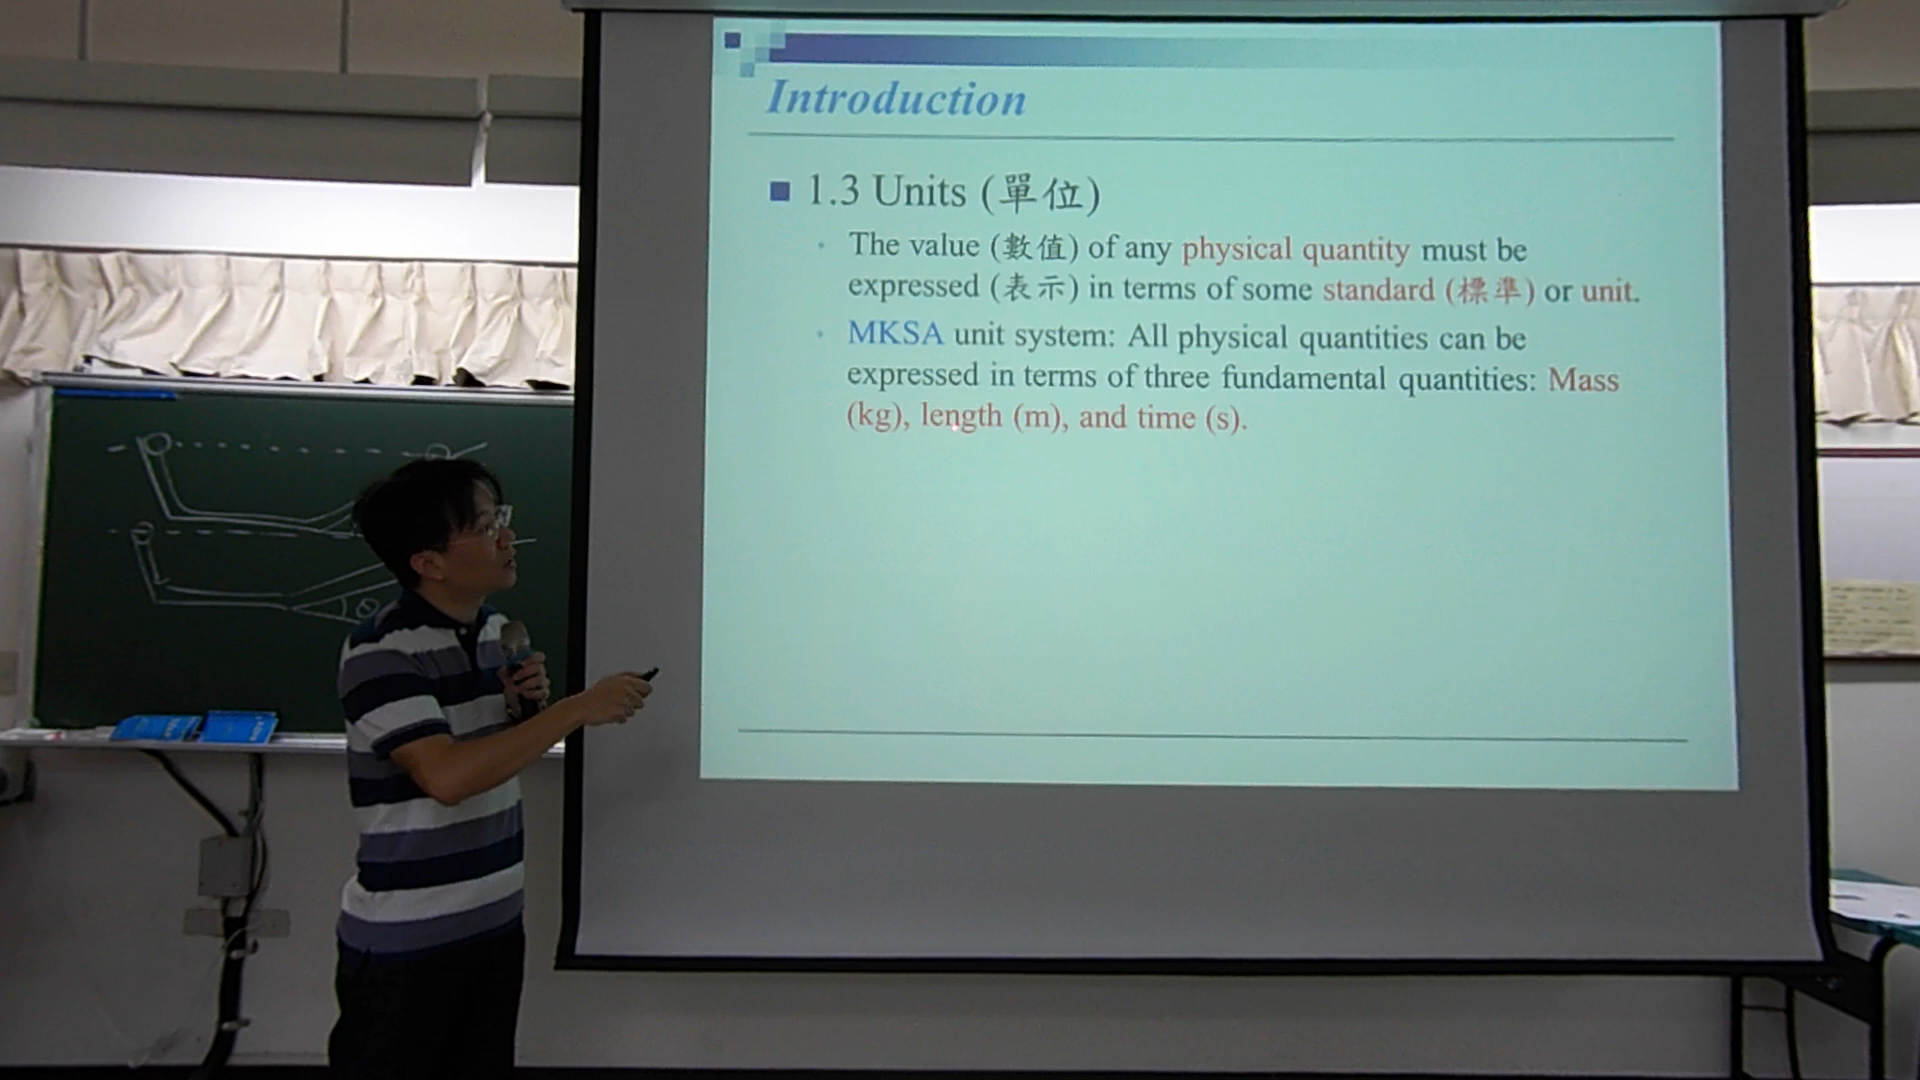 Introduction
1.3 Units (單位)
The value (數值) of any physical quantity must be
expressed (表示) in terms of some standard (標準) or unit.
MKSA unit system: All physical quantities can be
expressed in terms of three fundamental quantities: Mass
(kg), length (m), and time (s).